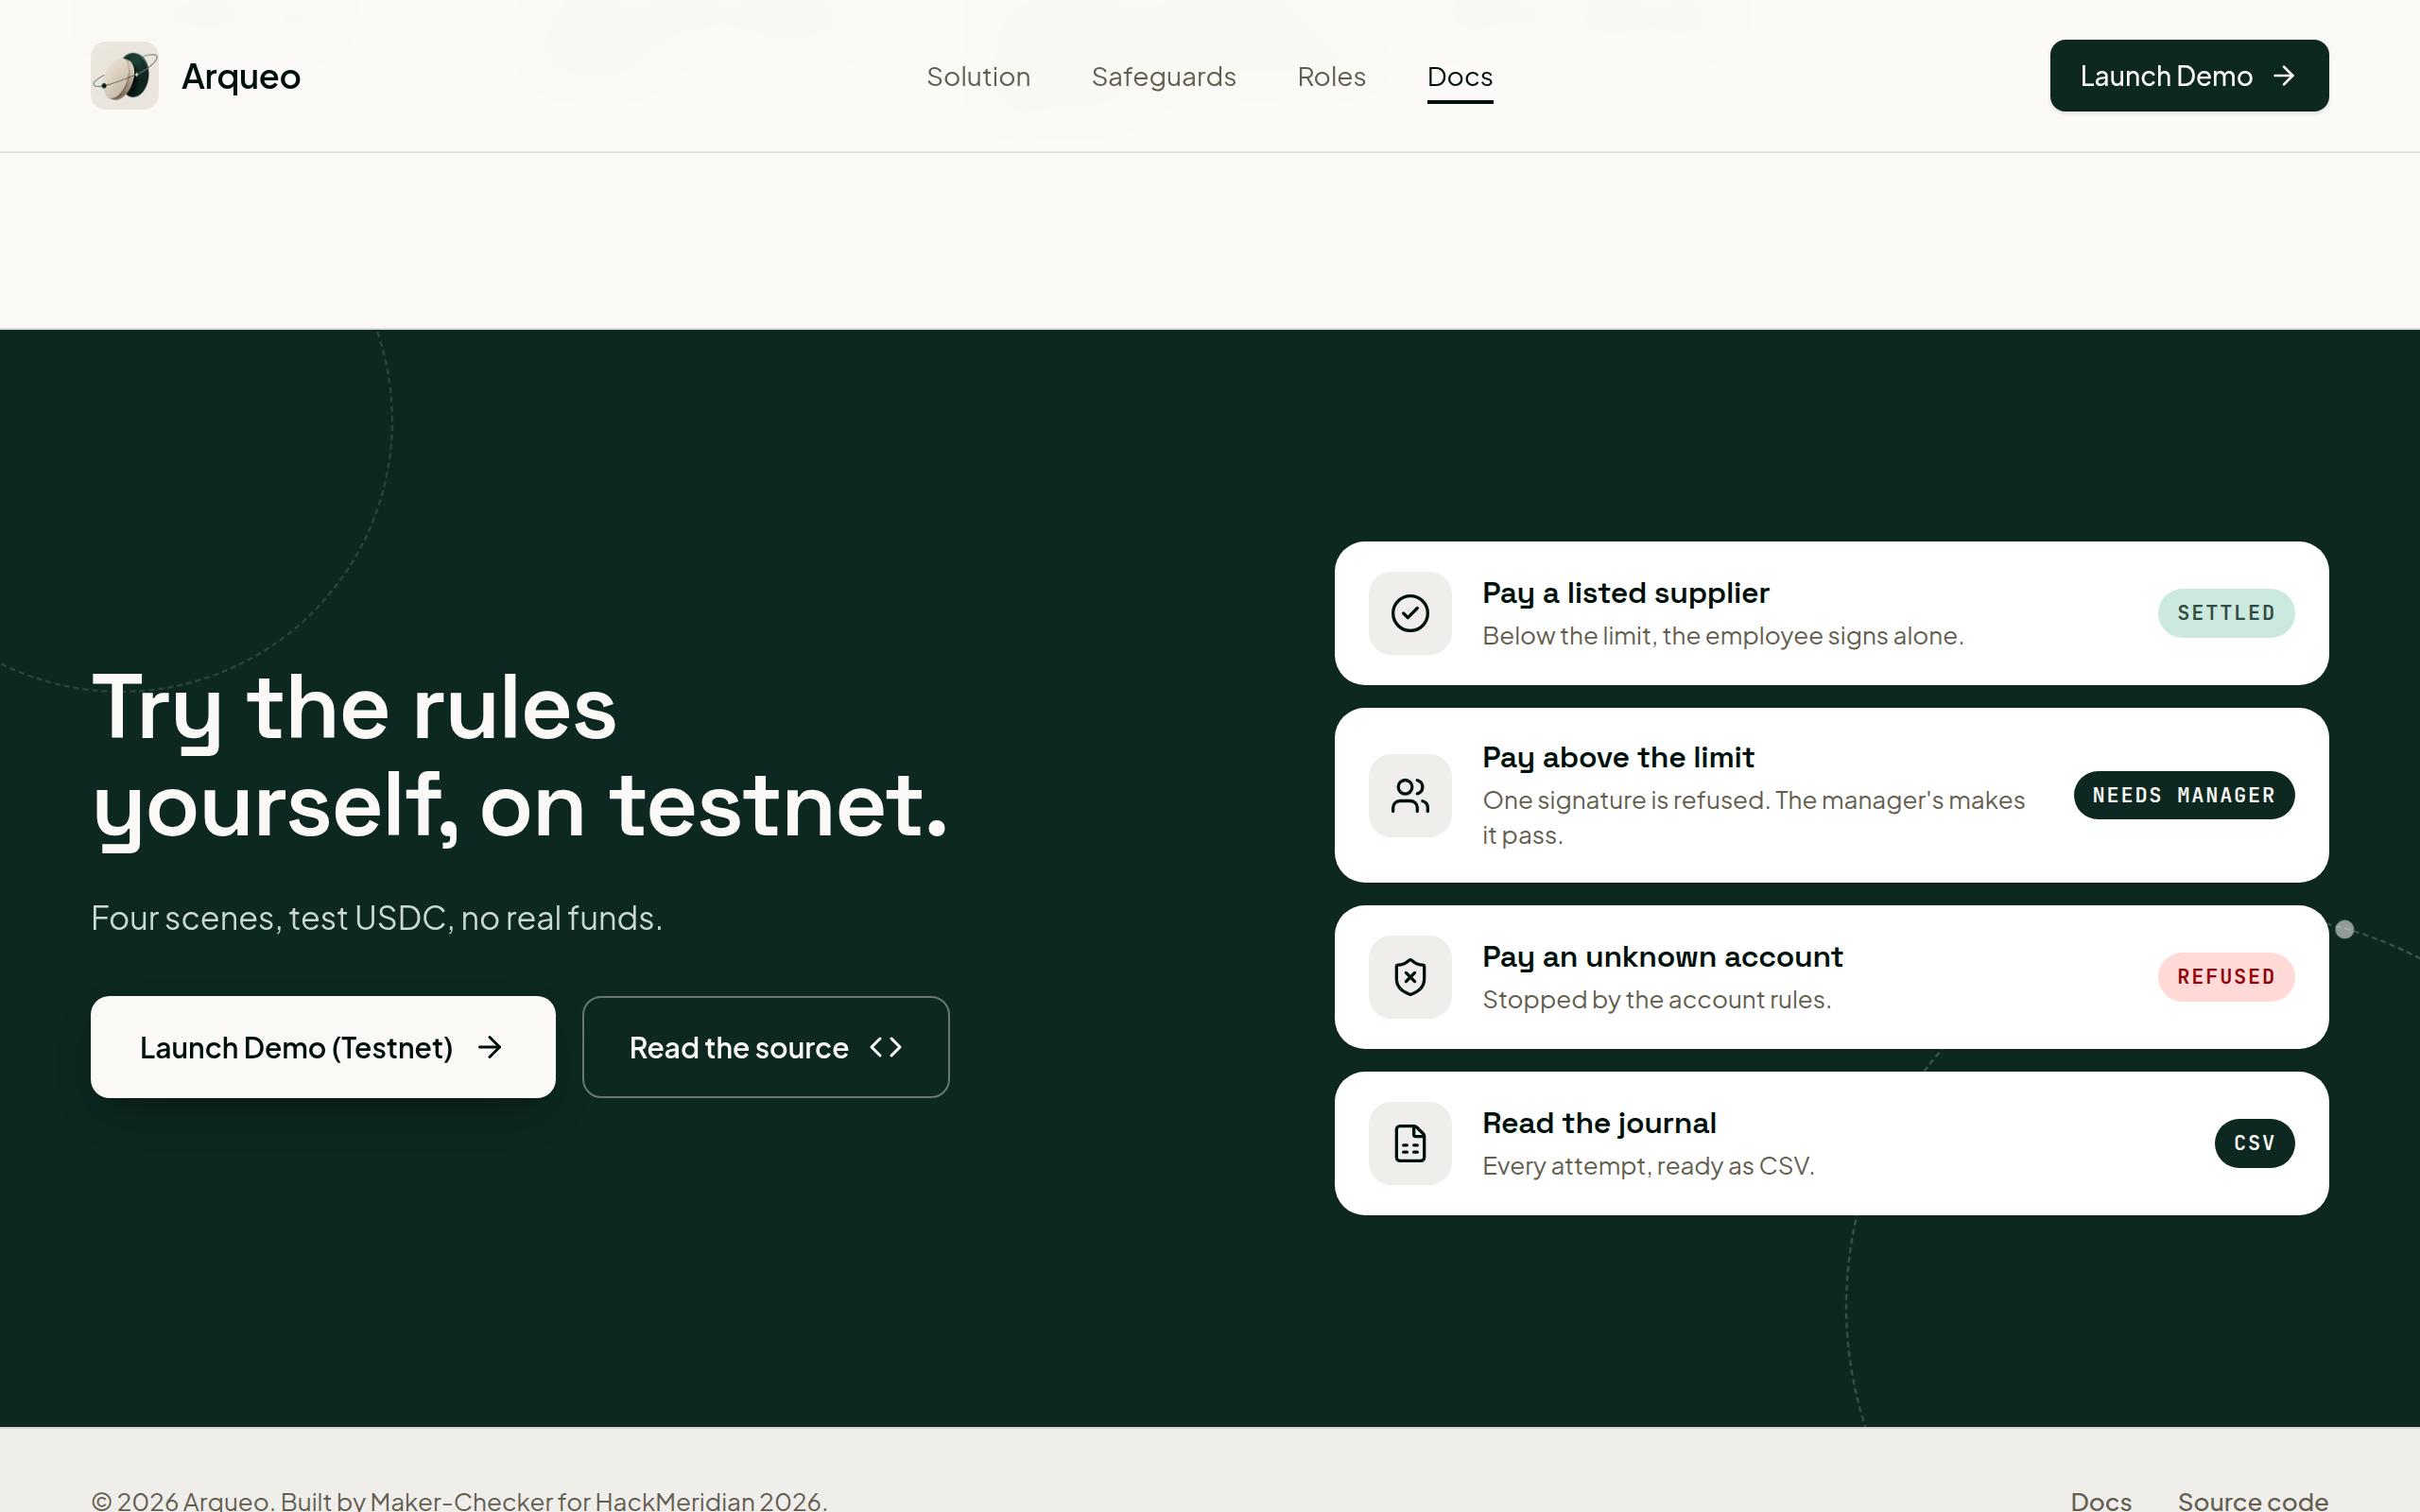 Arqueo
Solution
Safeguards
Roles
Docs
Launch Demo
Try the rules
yourself, on testnet.
Four scenes, test USDC, no real funds.
Launch Demo (Testnet)
Read the source
Pay a listed supplier
Below the limit, the employee signs alone.
SETTLED
Pay above the limit
One signature is refused. The manager's makes
it pass.
NEEDS MANAGER
Pay an unknown account
Stopped by the account rules.
REFUSED
Read the journal
Every attempt, ready as CSV.
CSV
© 2026 Arqueo. Built by Maker-Checker for HackMeridian 2026.
Docs
Source code